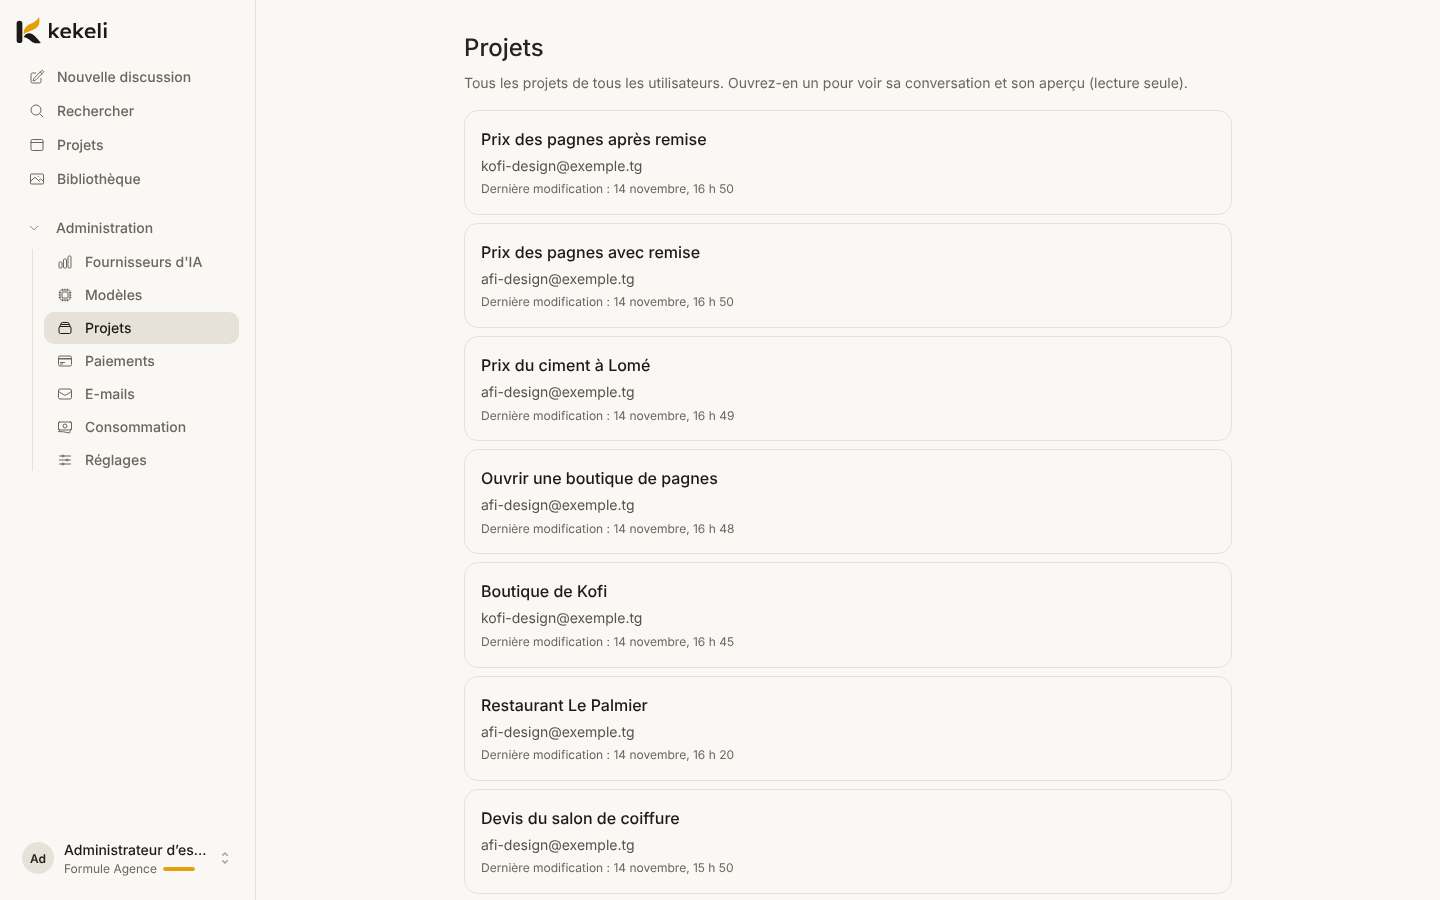 kekeli
Nouvelle discussion
Rechercher
Projets
Bibliothèque
Administration
Fournisseurs d'IA
Modèles
Projets
Paiements
E-mails
Consommation
Réglages
Ad
Administrateur d’es…
Formule Agence
Projets
Tous les projets de tous les utilisateurs. Ouvrez-en un pour voir sa conversation et son aperçu (lecture seule).
Prix des pagnes après remise
kofi-design@exemple.tg
Dernière modification : 14 novembre, 16 h 50
Prix des pagnes avec remise
afi-design@exemple.tg
Dernière modification : 14 novembre, 16 h 50
Prix du ciment à Lomé
afi-design@exemple.tg
Dernière modification : 14 novembre, 16 h 49
Ouvrir une boutique de pagnes
afi-design@exemple.tg
Dernière modification : 14 novembre, 16 h 48
Boutique de Kofi
kofi-design@exemple.tg
Dernière modification : 14 novembre, 16 h 45
Restaurant Le Palmier
afi-design@exemple.tg
Dernière modification : 14 novembre, 16 h 20
Devis du salon de coiffure
afi-design@exemple.tg
Dernière modification : 14 novembre, 15 h 50